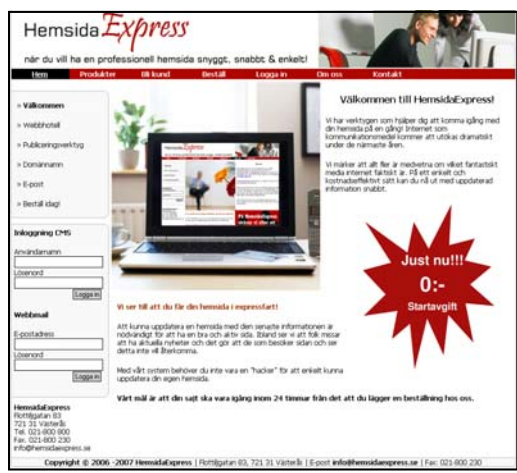 Hemsida Express
när du vill ha en professionell hemsida snyggt, snabbt & enkelt!
Hem Produkter Bli kund Beställ Logga in Om oss Kontakt
» Välkommen
» Webbhotell
» Publiceringsverktyg
» Domännamn
» E-post
» Beställ idag!
Inloggning CMS
Användarnamn
Lösenord
Logga in
Webbmail
E-postadress
Lösenord
Logga in
HemsidaExpress
Flottiljgatan 83
721 31 Västerås
Tel. 021-800 800
Fax. 021-800 230
info@hemsidaexpress.se
Hemsida Express
Vi ser till att du får din hemsida i expressfart!
Att kunna uppdatera en hemsida med den senaste informationen är
nödvändigt för att ha en bra och aktiv sida. Ibland ser vi att folk missar
att ha aktuella nyheter och det gör att de som besöker sidan och ser
detta inte vill återkomma.
Med vårt system behöver du inte vara en "hacker" för att enkelt kunna
uppdatera din egen hemsida.
Vårt mål är att din sajt ska vara igång inom 24 timmar från det att du lägger en beställning hos oss.
Välkommen till HemsidaExpress!
Vi har verktygen som hjälper dig att komma igång med
din hemsida på en gång! Internet som
kommunikationsmedel kommer att utökas dramatiskt
under de närmaste åren.
Vi märker att allt fler är medvetna om vilket fantastiskt
media internet faktiskt är. På ett enkelt och
kostnadseffektivt sätt kan du nå ut med uppdaterad
information snabbt.
Just nu!!!
0:-
Startavgift
Copyright © 2006 -2007 HemsidaExpress | Flottiljgatan 83, 721 31 Västerås | E-post info@hemsidaexpress.se | Fax: 021-800 230